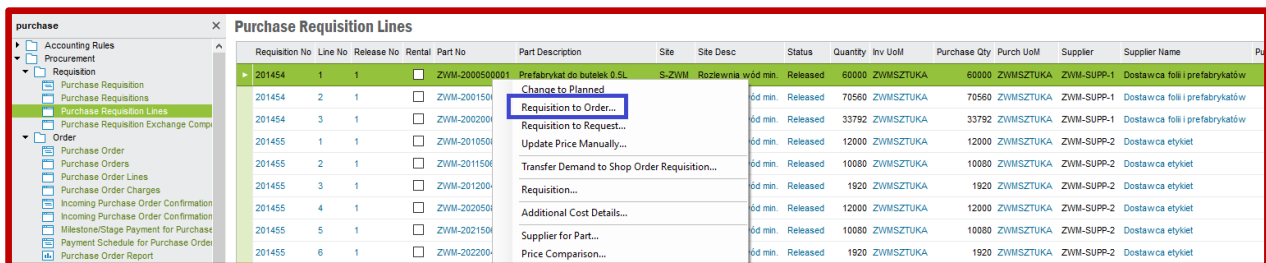 purchase ×
Purchase Requisition Lines
Accounting Rules
Procurement
Requisition
Purchase Requisition
Purchase Requisitions
Purchase Requisition Lines
Purchase Requisition Exchange Comp
Order
Purchase Order
Purchase Orders
Purchase Order Lines
Purchase Order Charges
Incoming Purchase Order Confirmation
Incoming Purchase Order Confirmation
Milestone/Stage Payment for Purchase
Payment Schedule for Purchase Order
Purchase Order Report
Requisition No Line No Release No Rental Part No Part Description Site Site Desc Status Quantity Inv UoM Purchase Qty Purch UoM Supplier Supplier Name Pu
201454 1 1 ZWM-2000500001 Prefabrykat do butelek 0.5L S-ZWM Rozlewnia wód min. Released 60000 ZWMSZTUKA 60000 ZWMSZTUKA ZWM-SUPP-1 Dostawca folii i prefabrykatów
201454 2 1 ZWM-200150 ód min. Released 70560 ZWMSZTUKA 70560 ZWMSZTUKA ZWM-SUPP-1 Dostawca folii i prefabrykatów
201454 3 1 ZWM-200200 ód min. Released 33792 ZWMSZTUKA 33792 ZWMSZTUKA ZWM-SUPP-1 Dostawca folii i prefabrykatów
201455 1 1 ZWM-201050 ód min. Released 12000 ZWMSZTUKA 12000 ZWMSZTUKA ZWM-SUPP-2 Dostawca etykiet
201455 2 1 ZWM-201150 ód min. Released 10080 ZWMSZTUKA 10080 ZWMSZTUKA ZWM-SUPP-2 Dostawca etykiet
201455 3 1 ZWM-201200 ód min. Released 1920 ZWMSZTUKA 1920 ZWMSZTUKA ZWM-SUPP-2 Dostawca etykiet
201455 4 1 ZWM-202050 ód min. Released 12000 ZWMSZTUKA 12000 ZWMSZTUKA ZWM-SUPP-2 Dostawca etykiet
201455 5 1 ZWM-202150 ód min. Released 10080 ZWMSZTUKA 10080 ZWMSZTUKA ZWM-SUPP-2 Dostawca etykiet
201455 6 1 ZWM-202200 ód min. Released 1920 ZWMSZTUKA 1920 ZWMSZTUKA ZWM-SUPP-2 Dostawca etykiet
Change to Planned
Requisition to Order...
Requisition to Request...
Update Price Manually...
Transfer Demand to Shop Order Requisition...
Requisition...
Additional Cost Details...
Supplier for Part...
Price Comparison...